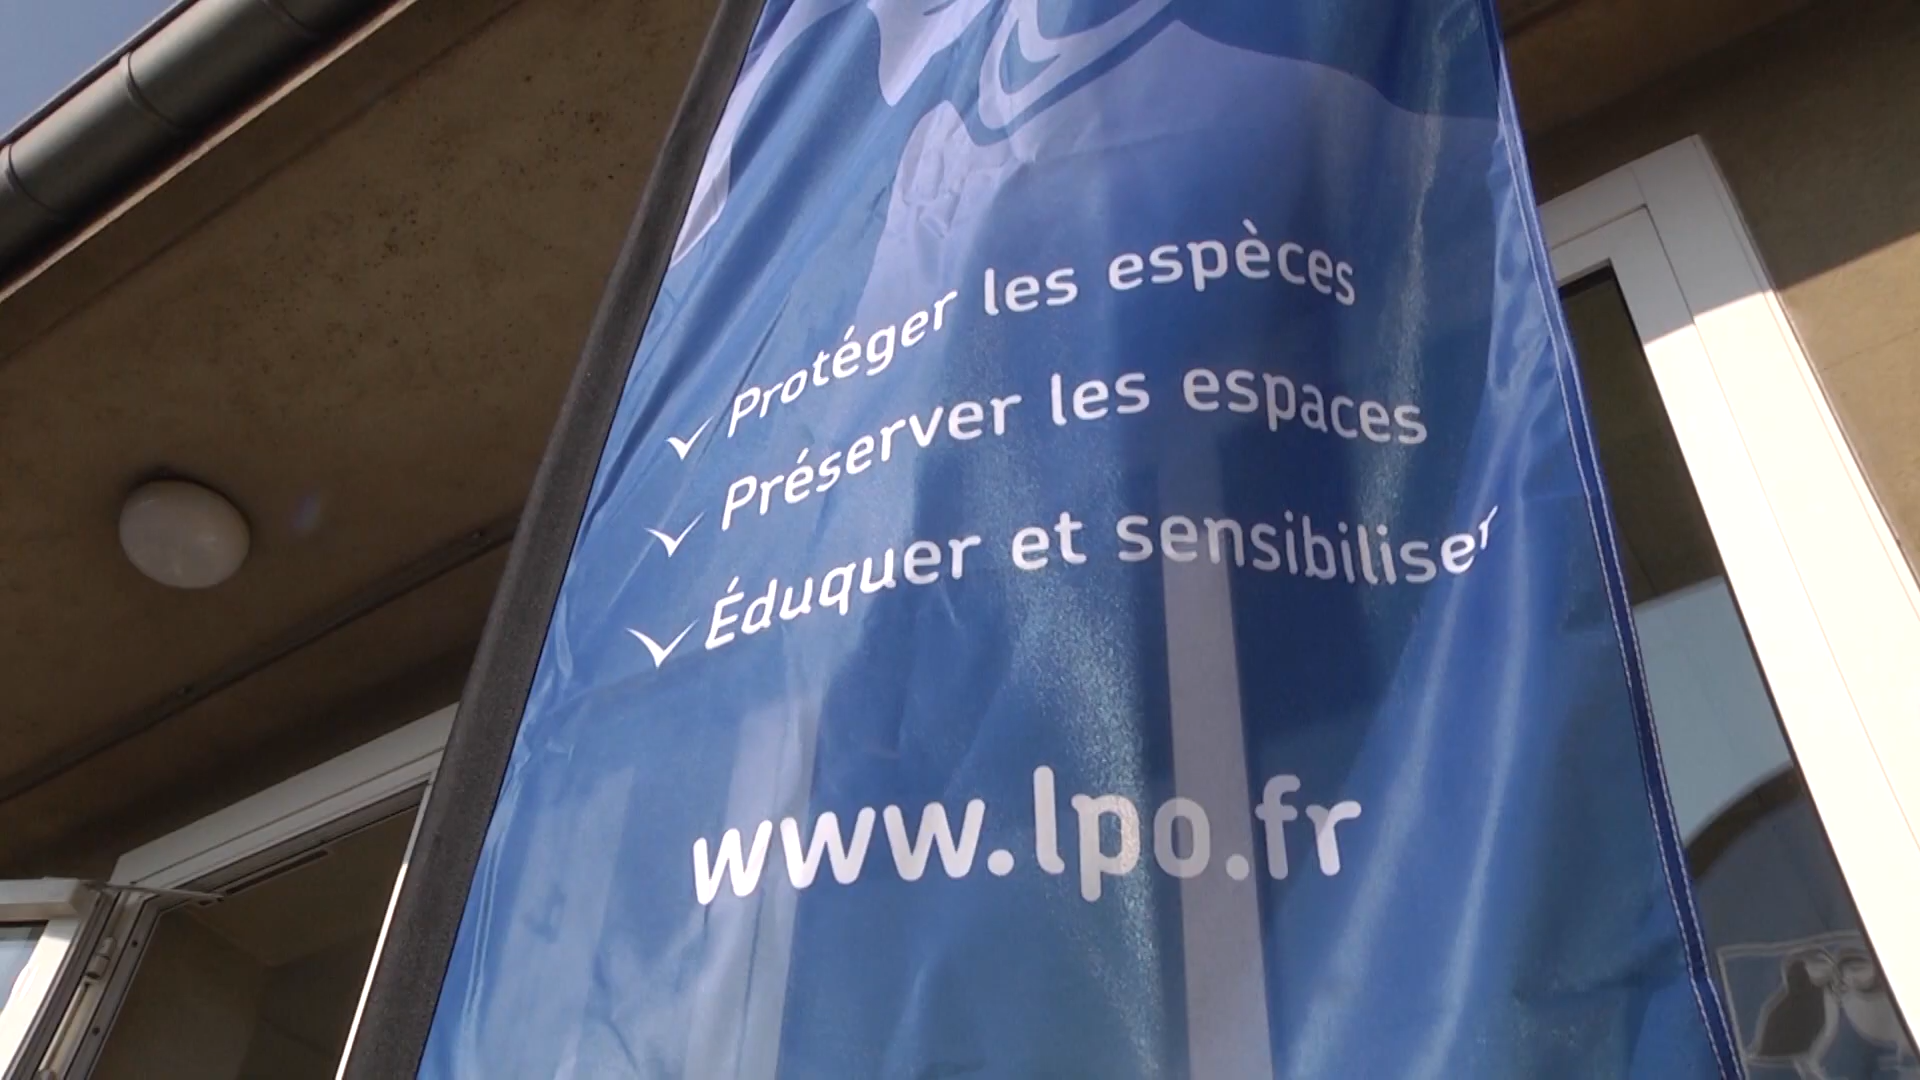 Protéger les espèces
Préserver les espaces
Éduquer et sensibiliser
www.lpo.fr